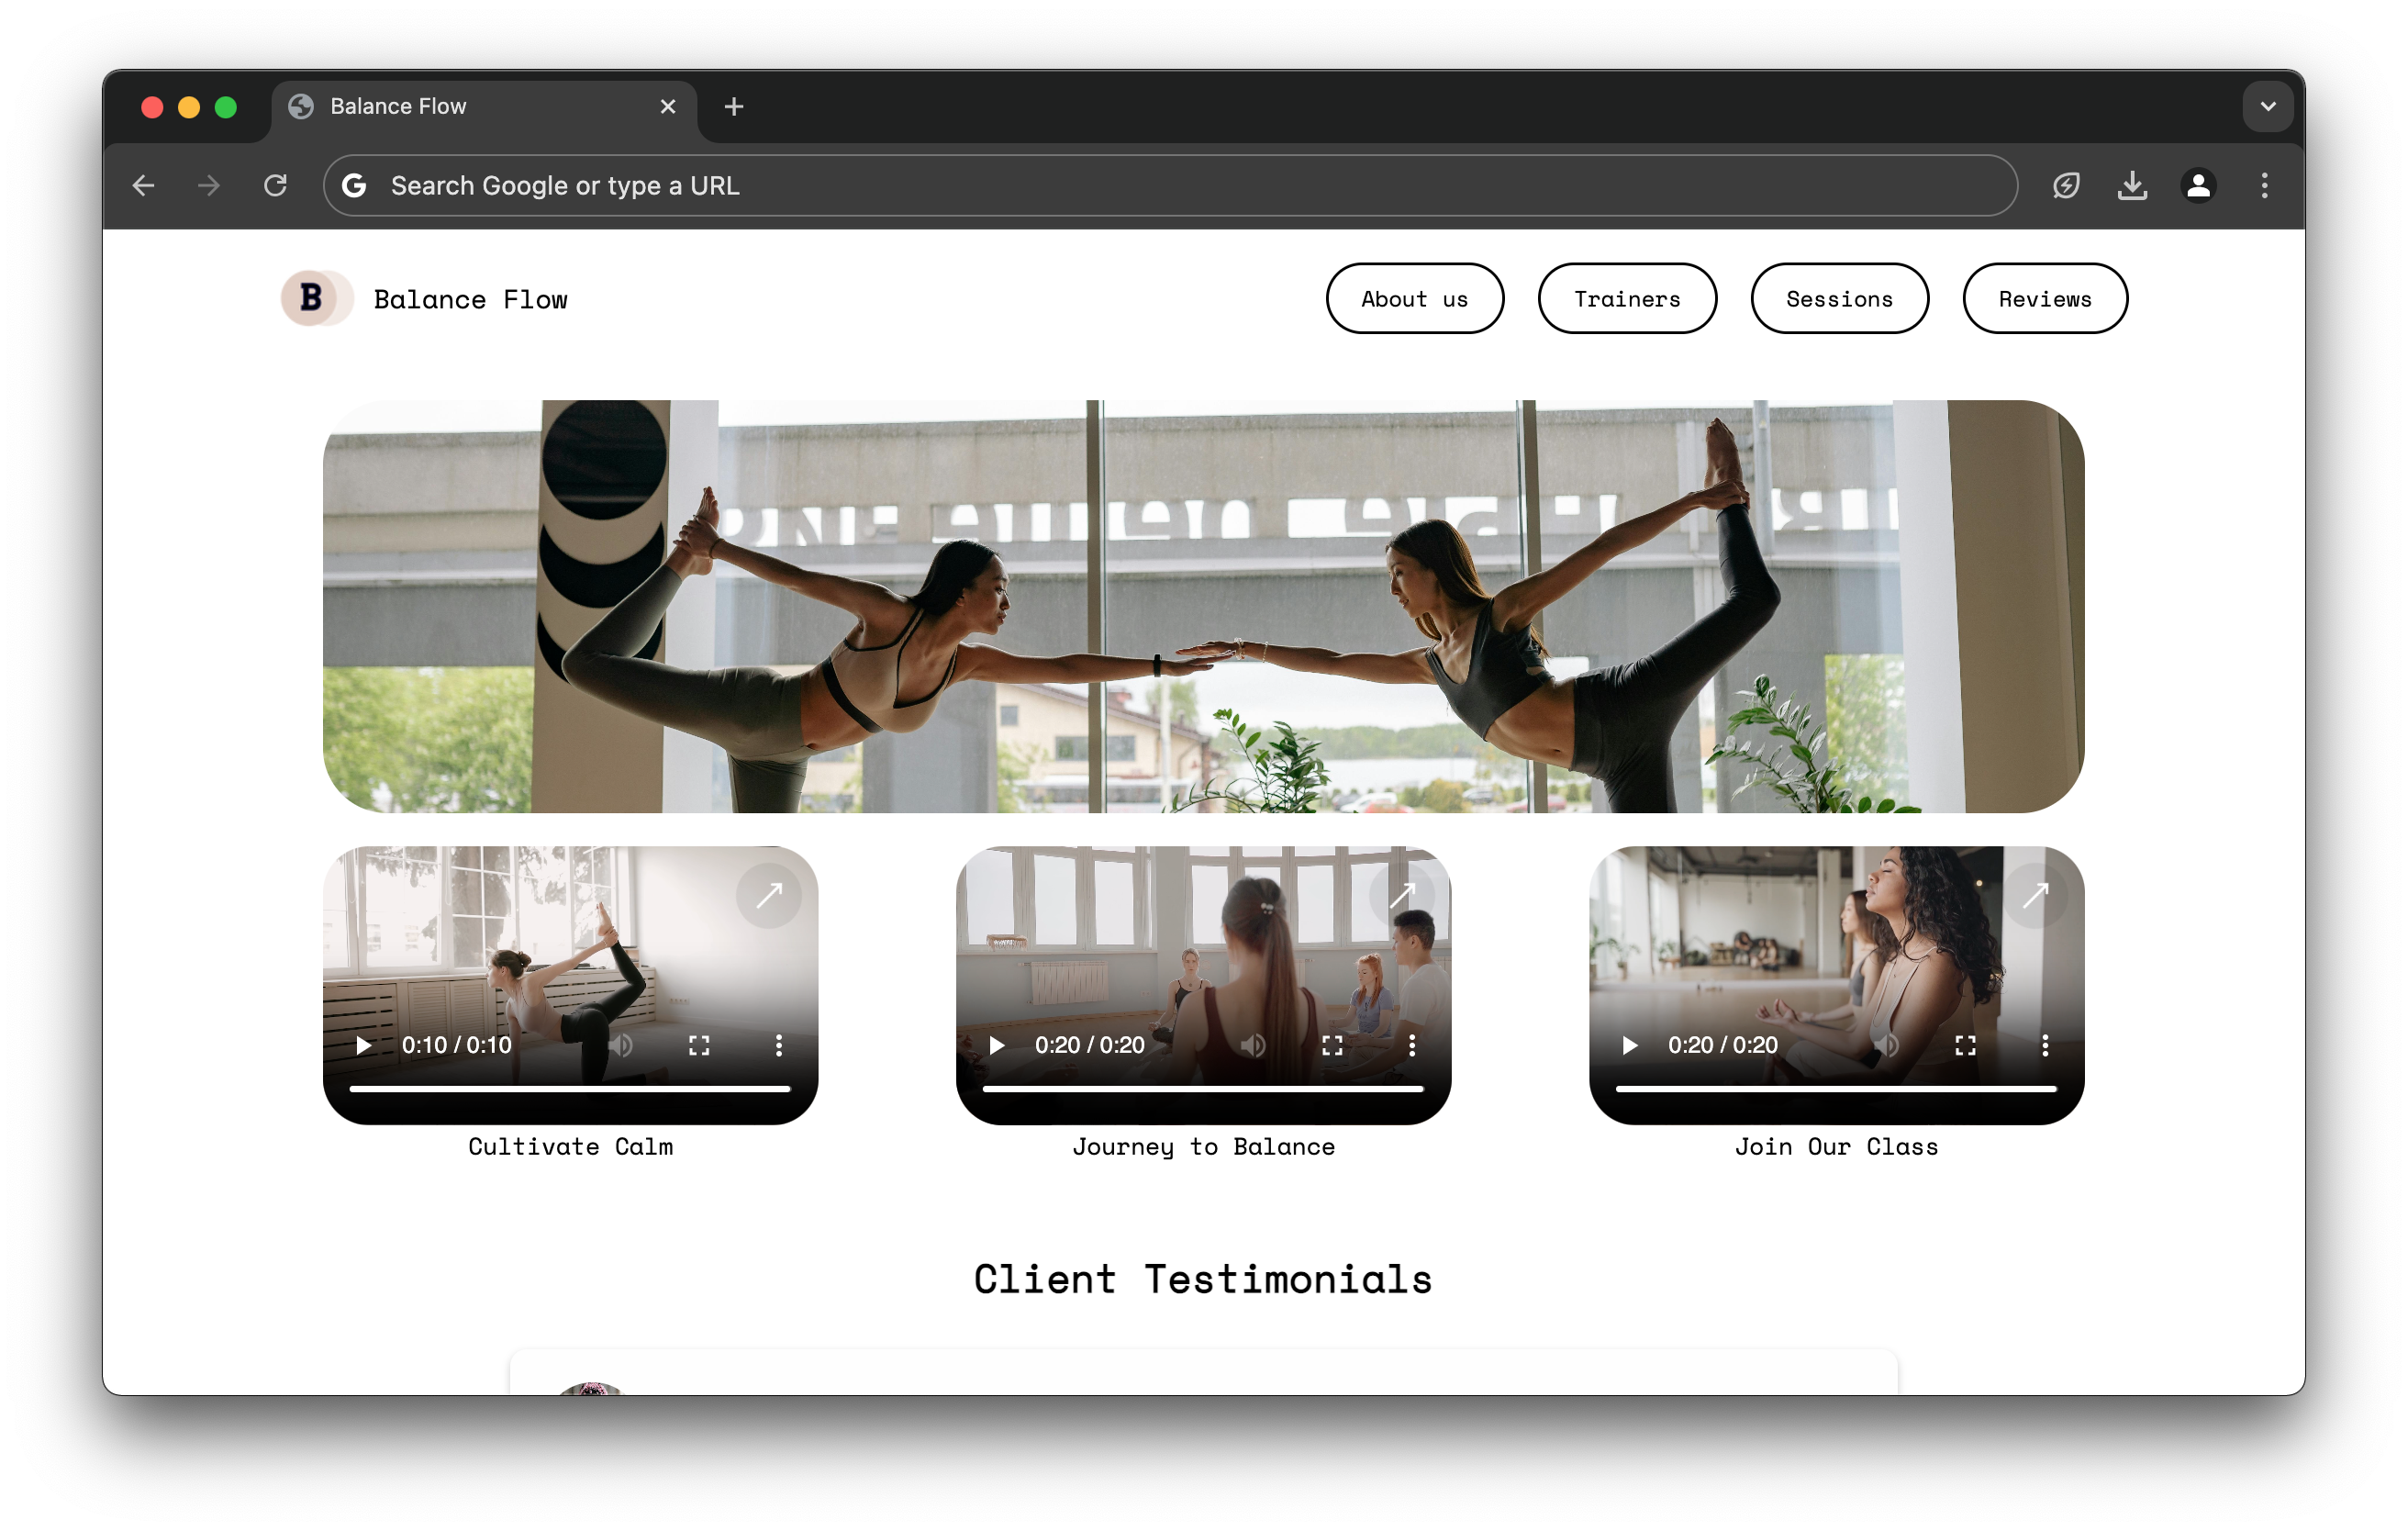 Balance Flow
Search Google or type a URL
B Balance Flow
About us Trainers Sessions Reviews
0:10 / 0:10
0:20 / 0:20
0:20 / 0:20
Cultivate Calm
Journey to Balance
Join Our Class
Client Testimonials